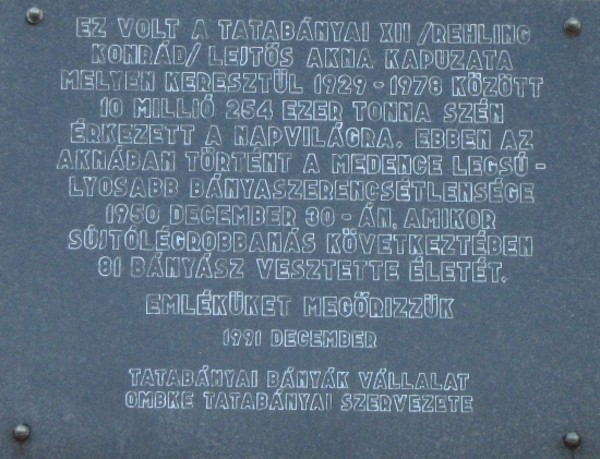 EZ VOLT A TATABÁNYAI XII /REHLING
KONRÁD/ LEJTŐS AKNA KAPUZATA
MELYEN KERESZTÜL 1929-1978 KÖZÖTT
10 MILLIÓ 254 EZER TONNA SZÉN
ÉRKEZETT A NAPVILÁGRA. EBBEN AZ
AKNÁBAN TÖRTÉNT A MEDENCE LEGSÚ-
LYOSABB BÁNYASZERENCSÉTLENSÉGE
1950 DECEMBER 30-ÁN, AMIKOR
SÚJTÓLÉGROBBANÁS KÖVETKEZTÉBEN
81 BÁNYÁSZ VESZTETTE ÉLETÉT.
EMLÉKÜKET MEGŐRIZZÜK
1991 DECEMBER
TATABÁNYAI BÁNYÁK VÁLLALAT
OMBKE TATABÁNYAI SZERVEZETE